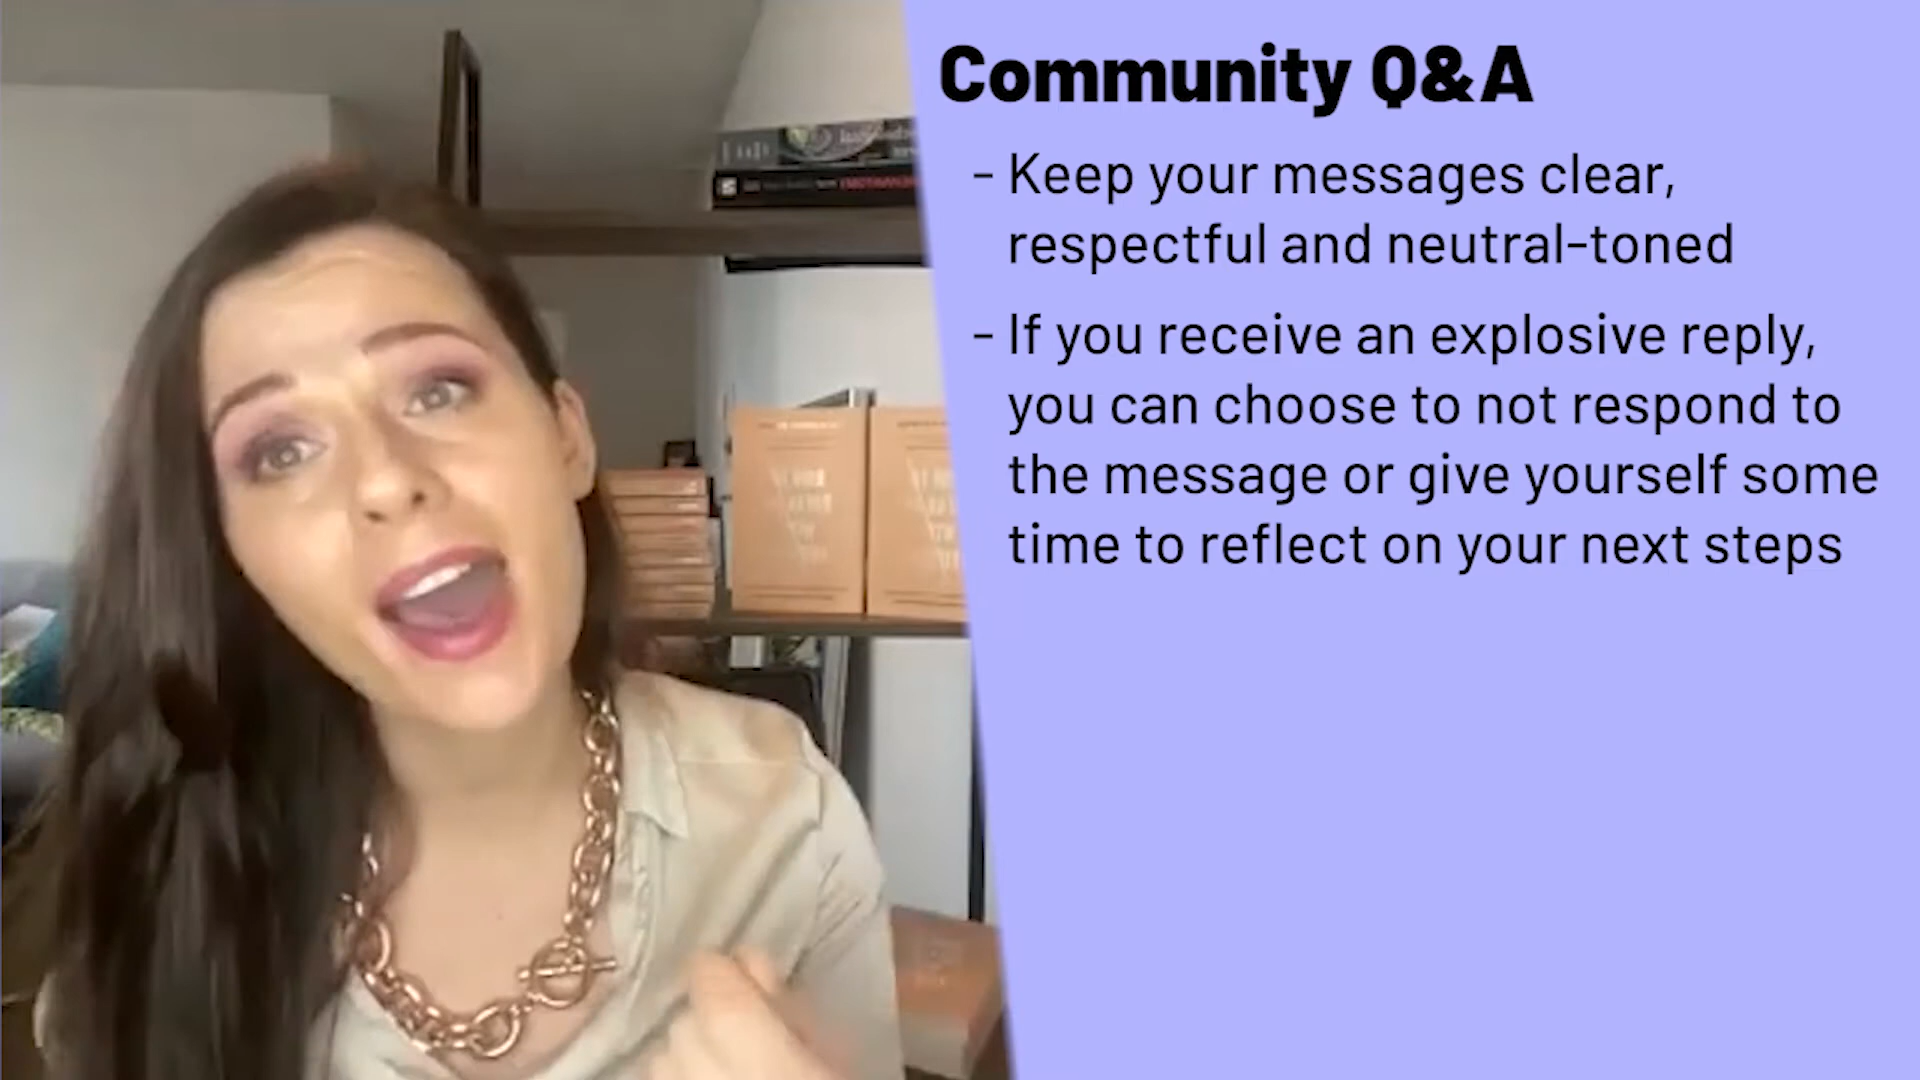 Community Q&A
- Keep your messages clear,
respectful and neutral-toned
- If you receive an explosive reply,
you can choose to not respond to
the message or give yourself some
time to reflect on your next steps